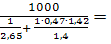 1000
1/2,65 + 1·0,47·1,42/1,4 =